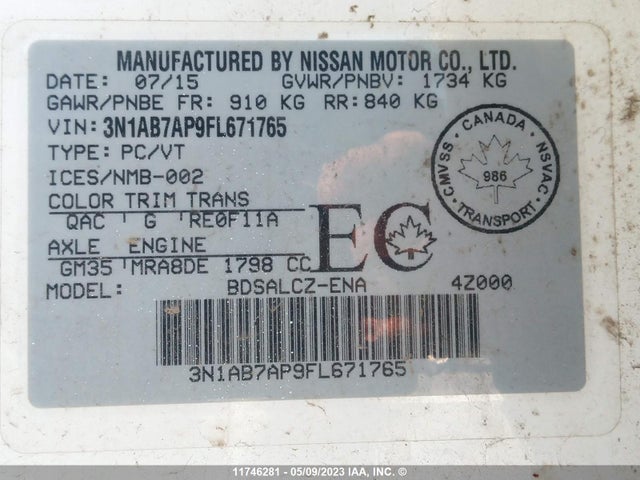 MANUFACTURED BY NISSAN MOTOR CO., LTD.
DATE: 07/15 GVWR/PNBV: 1734 KG
GAWR/PNBE FR: 910 KG RR: 840 KG
VIN: 3N1AB7AP9FL671765
TYPE: PC/VT
ICES/NMB-002
COLOR TRIM TRANS
QAC G RE0F11A
AXLE ENGINE
GM35 MRA8DE 1798 CC
EC
CANADA
CMVSS NSVAC
986
TRANSPORT
MODEL: BDSALCZ-ENA 4Z000
3N1AB7AP9FL671765
11746281 - 05/09/2023 IAA, INC. ©